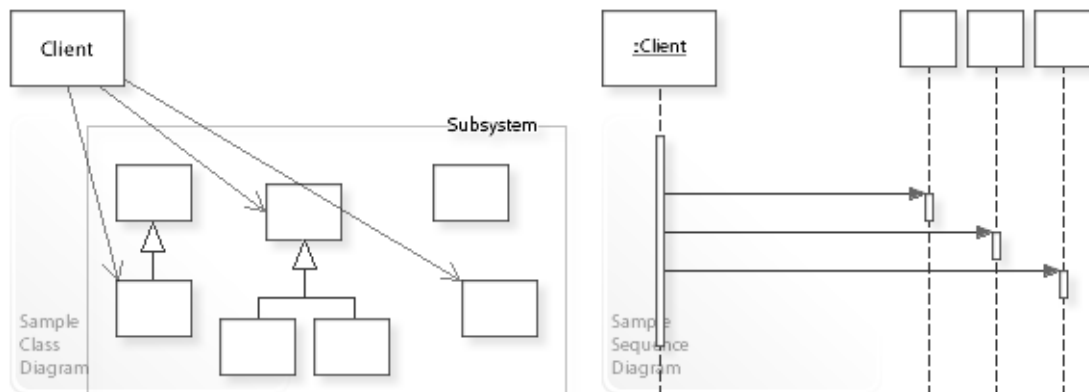 Client
Subsystem
Sample
Class
Diagram
:Client
Sample
Sequence
Diagram